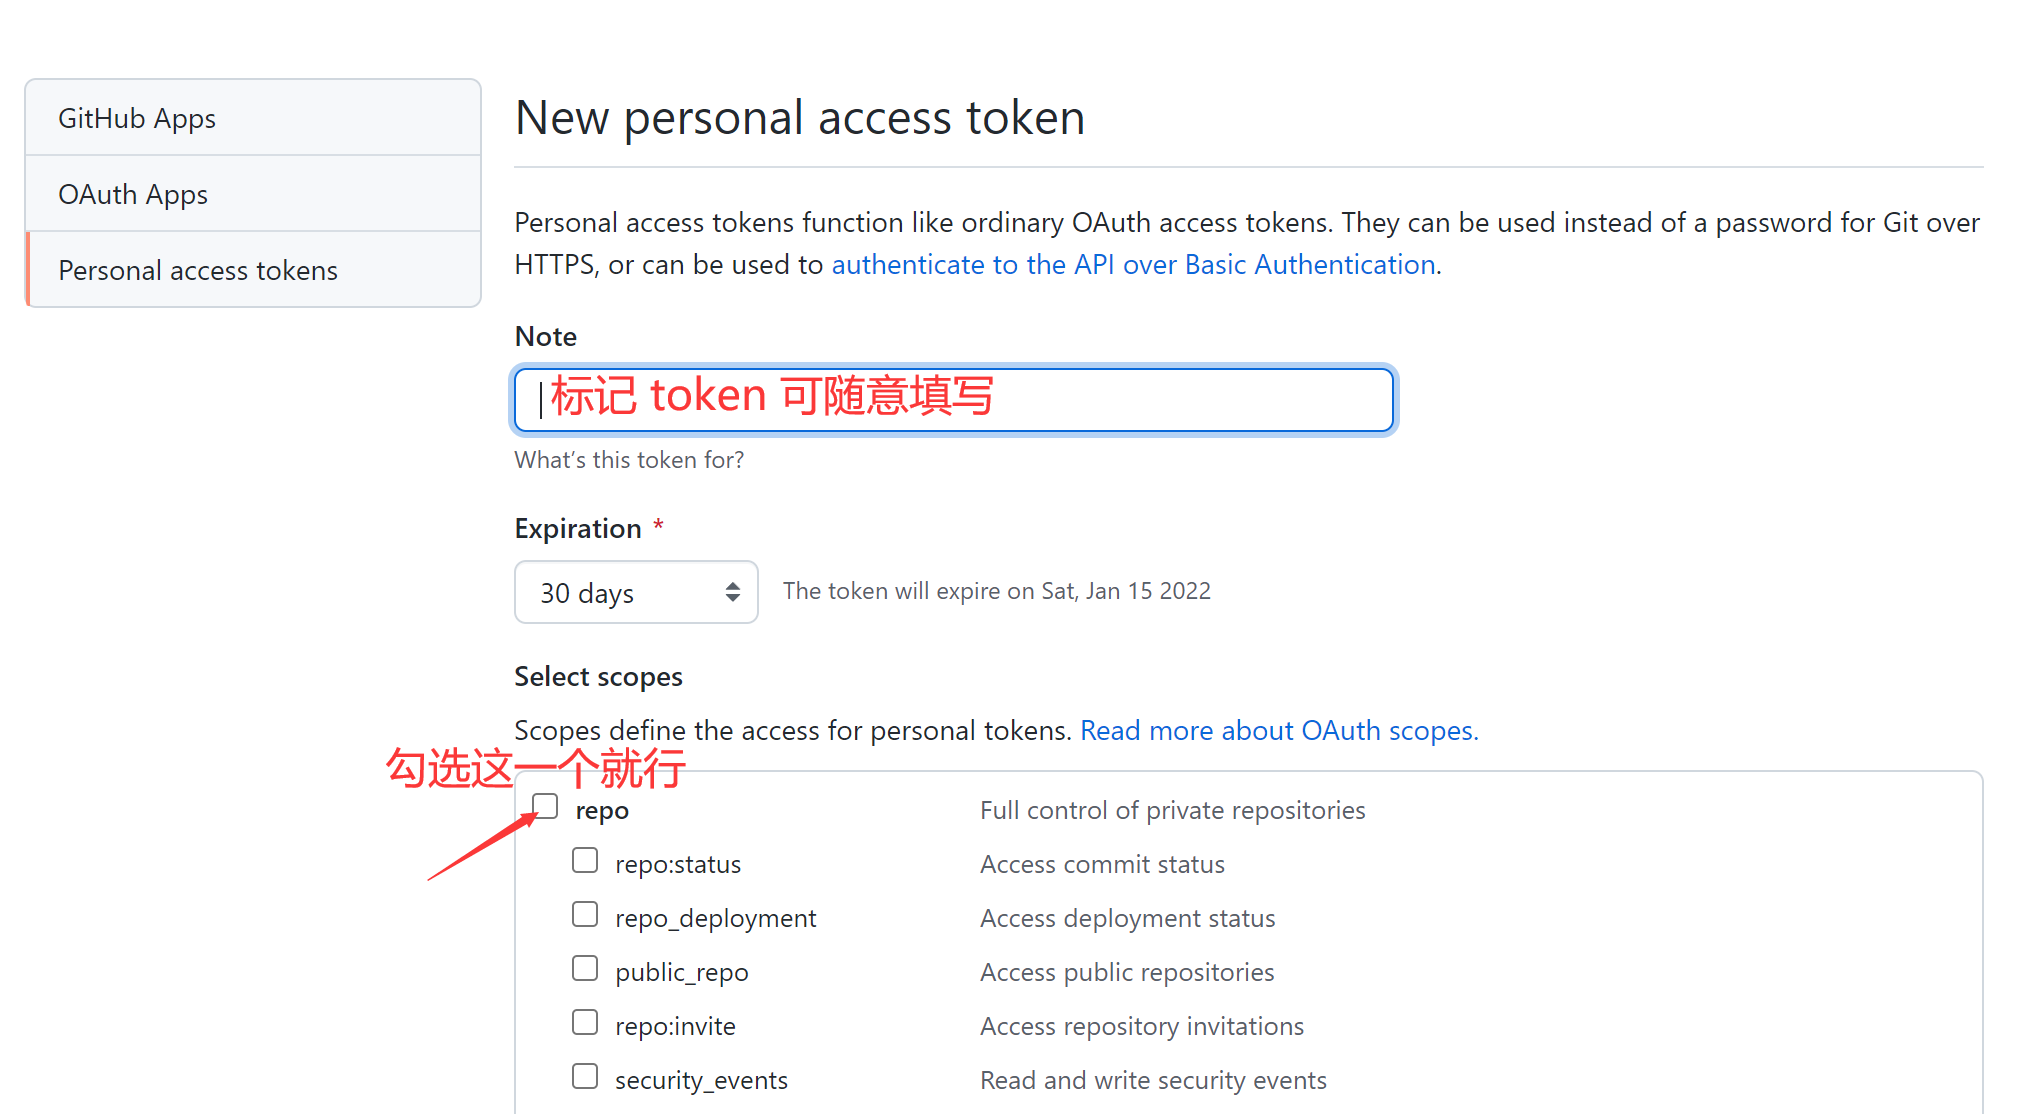 GitHub Apps
OAuth Apps
Personal access tokens
New personal access token
Personal access tokens function like ordinary OAuth access tokens. They can be used instead of a password for Git over
HTTPS, or can be used to authenticate to the API over Basic Authentication.
Note
标记 token 可随意填写
What’s this token for?
Expiration *
30 days The token will expire on Sat, Jan 15 2022
Select scopes
Scopes define the access for personal tokens. Read more about OAuth scopes.
勾选这一个就行
repo Full control of private repositories
repo:status Access commit status
repo_deployment Access deployment status
public_repo Access public repositories
repo:invite Access repository invitations
security_events Read and write security events